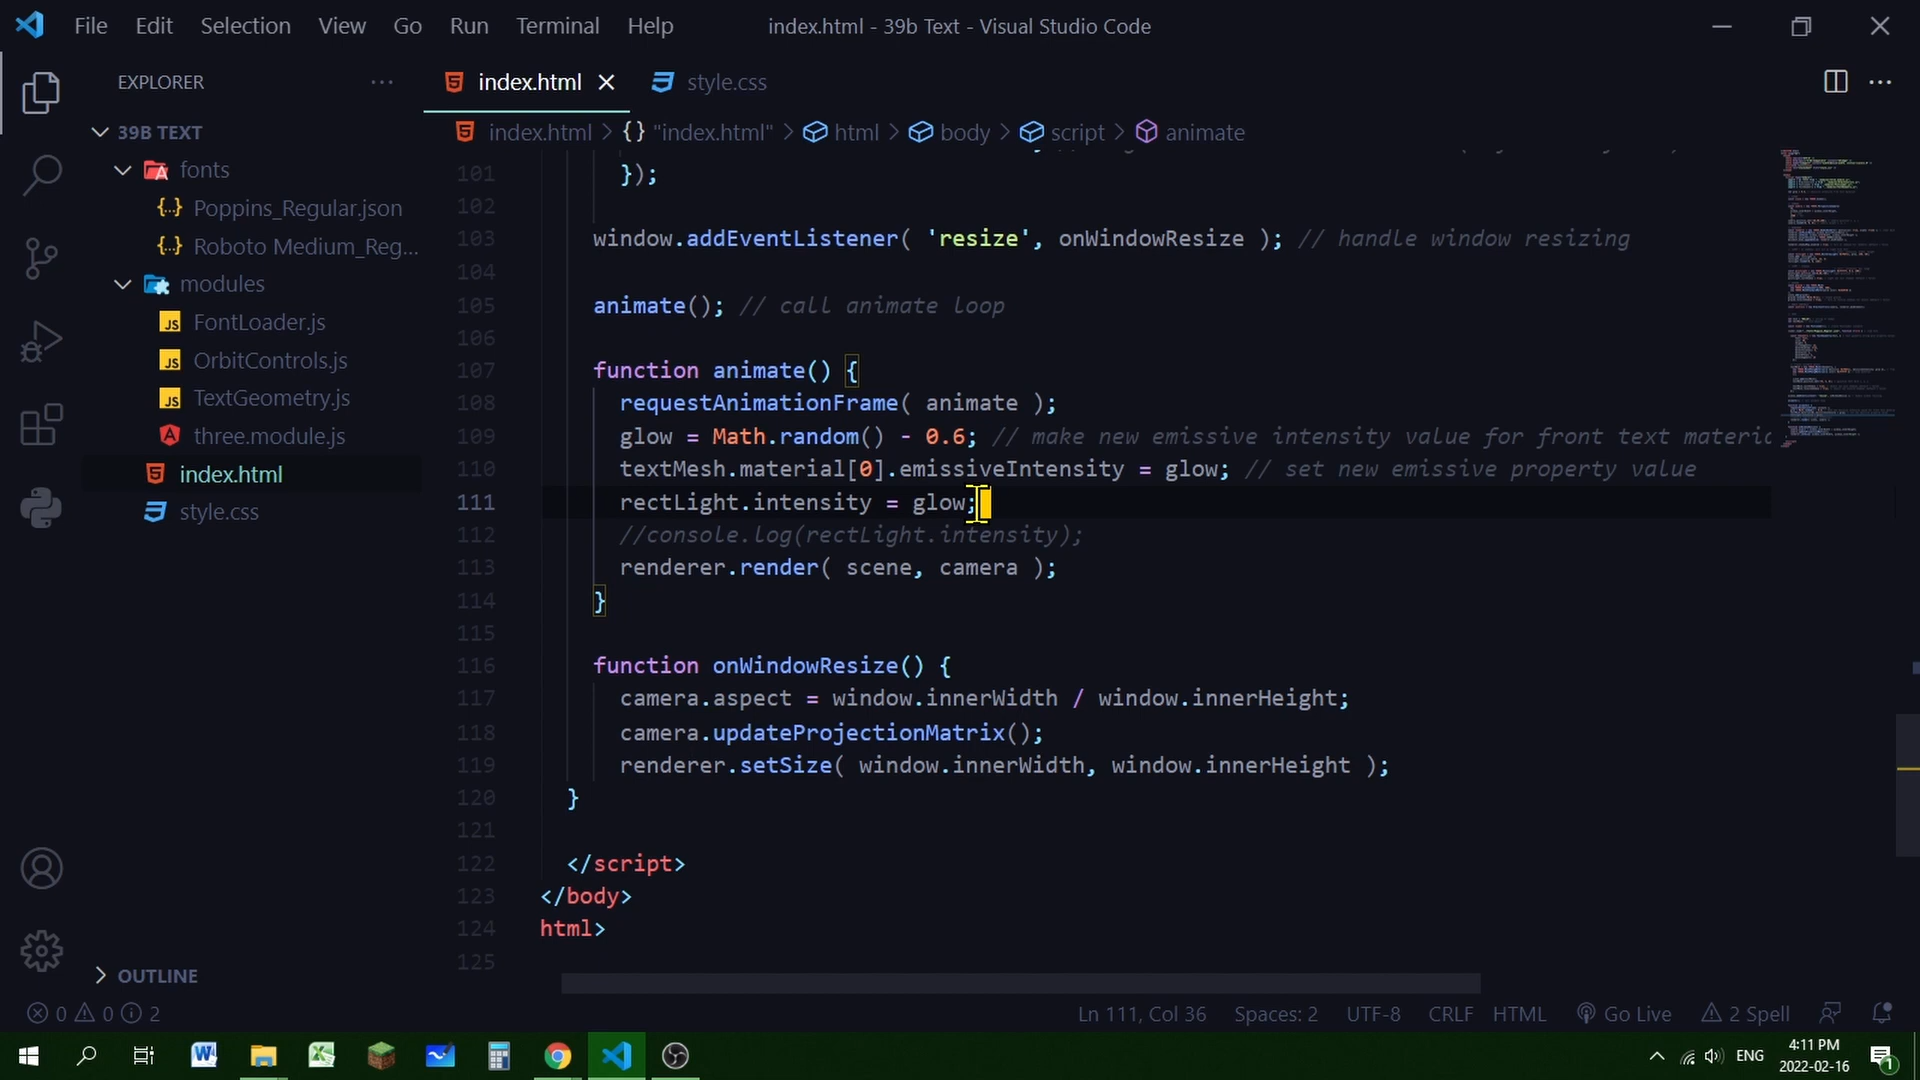 File Edit Selection View Go Run Terminal Help
index.html - 39b Text - Visual Studio Code
EXPLORER
index.html
style.css
39B TEXT
index.html > {} "index.html" > html > body > script > animate
fonts
Poppins_Regular.json
Roboto Medium_Reg...
modules
FontLoader.js
OrbitControls.js
TextGeometry.js
three.module.js
index.html
style.css
101 });
102
103 window.addEventListener( 'resize', onWindowResize ); // handle window resizing
104
105 animate(); // call animate loop
106
107 function animate() {
108 requestAnimationFrame( animate );
109 glow = Math.random() - 0.6; // make new emissive intensity value for front text materia
110 textMesh.material[0].emissiveIntensity = glow; // set new emissive property value
111 rectLight.intensity = glow;
112 //console.log(rectLight.intensity);
113 renderer.render( scene, camera );
114 }
115
116 function onWindowResize() {
117 camera.aspect = window.innerWidth / window.innerHeight;
118 camera.updateProjectionMatrix();
119 renderer.setSize( window.innerWidth, window.innerHeight );
120 }
121
122 </script>
123 </body>
124 html>
125
OUTLINE
0 0 2
Ln 111, Col 36 Spaces: 2 UTF-8 CRLF HTML Go Live 2 Spell
ENG
4:11 PM
2022-02-16
1